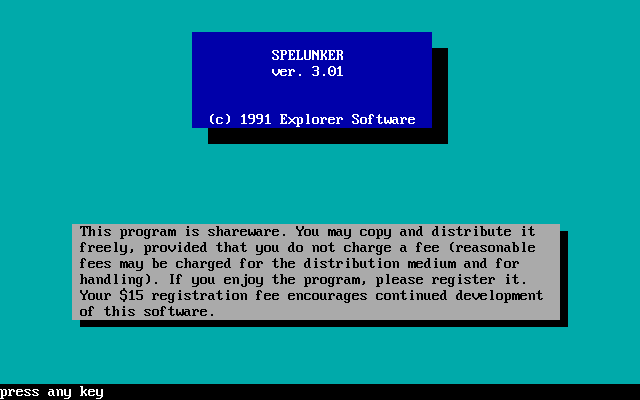 SPELUNKER
ver. 3.01
(c) 1991 Explorer Software
This program is shareware. You may copy and distribute it
freely, provided that you do not charge a fee (reasonable
fees may be charged for the distribution medium and for
handling). If you enjoy the program, please register it.
Your $15 registration fee encourages continued development
of this software.
press any key